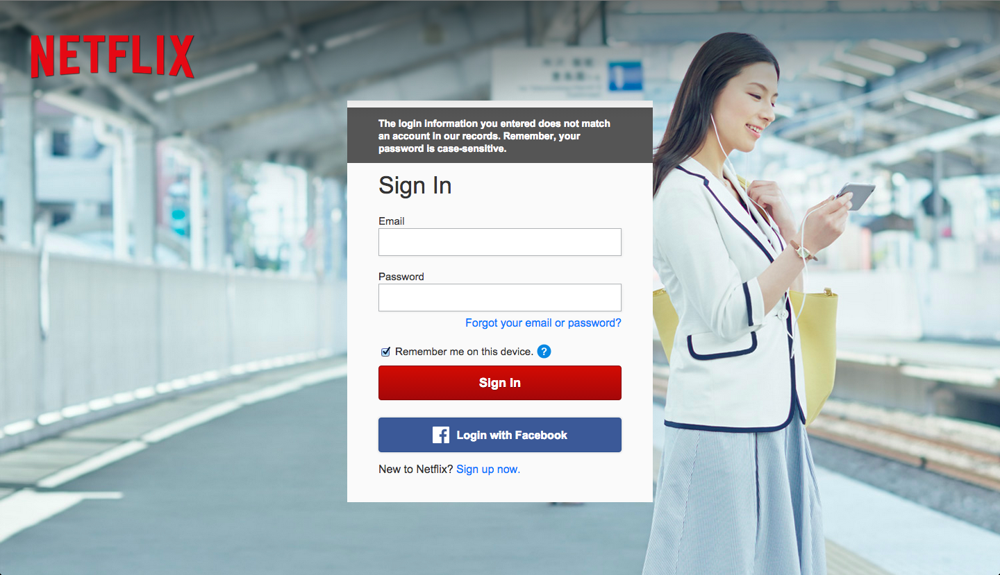 NETFLIX
The login information you entered does not match
an account in our records. Remember, your
password is case-sensitive.
Sign In
Email
Password
Forgot your email or password?
Remember me on this device. ?
Sign In
Login with Facebook
New to Netflix? Sign up now.